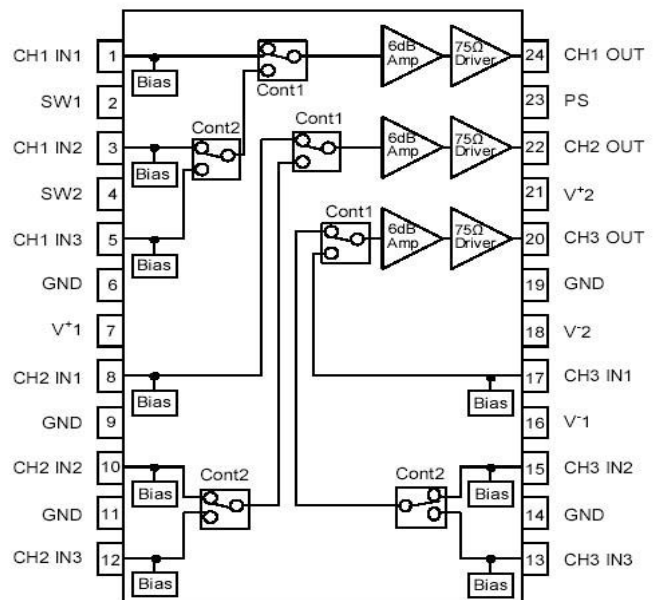 CH1 IN1 1 Bias Cont1 6dB Amp 75Ω Driver 24 CH1 OUT
SW1 2 23 PS
CH1 IN2 3 Bias Cont2 Cont1 6dB Amp 75Ω Driver 22 CH2 OUT
SW2 4 21 V+2
CH1 IN3 5 Bias Cont1 6dB Amp 75Ω Driver 20 CH3 OUT
GND 6 19 GND
V+1 7 18 V-2
CH2 IN1 8 Bias Bias 17 CH3 IN1
GND 9 16 V-1
CH2 IN2 10 Bias Cont2 Cont2 Bias 15 CH3 IN2
GND 11 14 GND
CH2 IN3 12 Bias Bias 13 CH3 IN3